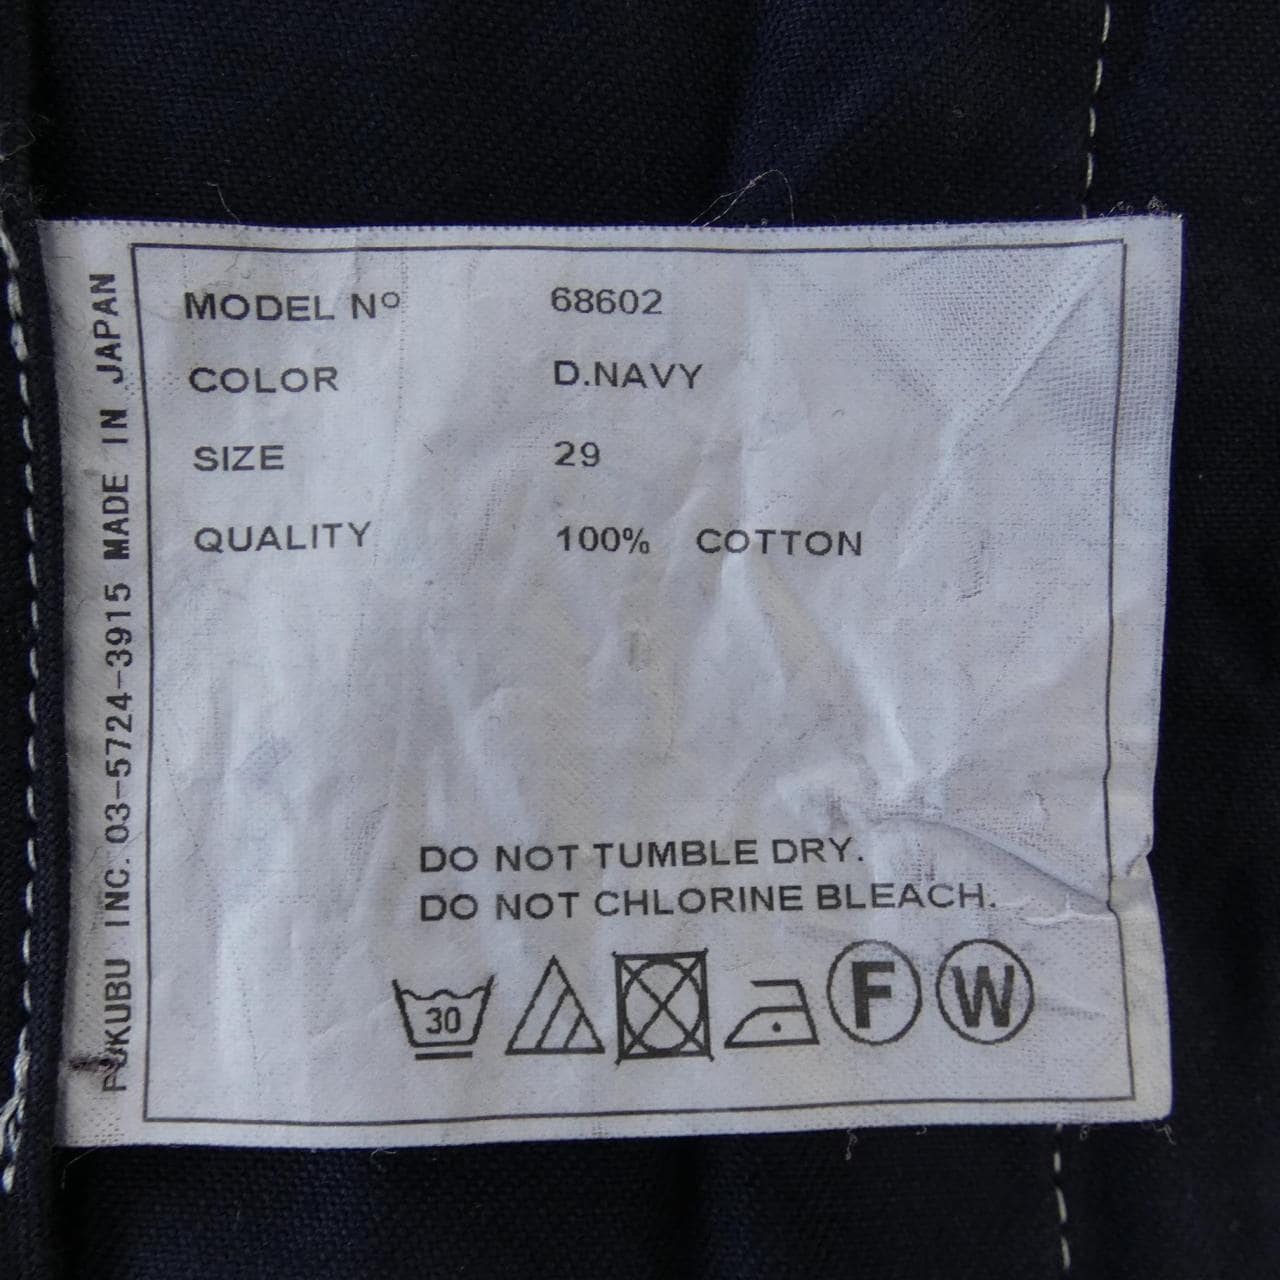 MODEL Nº 68602
COLOR D.NAVY
SIZE 29
QUALITY 100% COTTON
DO NOT TUMBLE DRY.
DO NOT CHLORINE BLEACH.
30 F W
FUKUBU INC. 03-5724-3915 MADE IN JAPAN